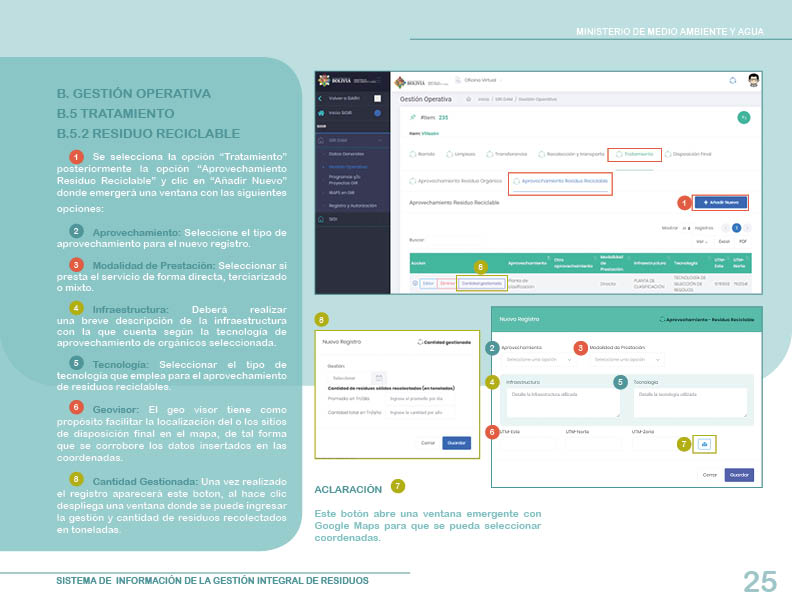 MINISTERIO DE MEDIO AMBIENTE Y AGUA
B. GESTIÓN OPERATIVA
B.5 TRATAMIENTO
B.5.2 RESIDUO RECICLABLE
1 Se selecciona la opción “Tratamiento”
posteriormente la opción “Aprovechamiento
Residuo Reciclable” y clic en “Añadir Nuevo”
donde emergerá una ventana con las siguientes
opciones:
2 Aprovechamiento: Seleccione el tipo de
aprovechamiento para el nuevo registro.
3 Modalidad de Prestación: Seleccionar si
presta el servicio de forma directa, terciarizado
o mixto.
4 Infraestructura: Deberá realizar
una breve descripción de la infraestructura
con la que cuenta según la tecnología de
aprovechamiento de orgánicos seleccionada.
5 Tecnología: Seleccionar el tipo de
tecnología que emplea para el aprovechamiento
de residuos reciclables.
6 Geovisor: El geo visor tiene como
propósito facilitar la localización del o los sitios
de disposición final en el mapa, de tal forma
que se corrobore los datos insertados en las
coordenadas.
8 Cantidad Gestionada: Una vez realizado
el registro aparecerá este boton, al hace clic
despliega una ventana donde se puede ingresar
la gestión y cantidad de residuos recolectados
en toneladas.
BOLIVIA
Volver a SIARH
Inicio SIGIR
SIGIR
GIR GAM
Datos Generales
Gestión Operativa
Programas y/o
Proyectos GIR
IBAPS en GIR
Registro y Autorización
SIGI
BOLIVIA
Oficina Virtual
Gestión Operativa
Inicio / GIR GAM / Gestión Operativa
#Item: 235
Item: Villazón
Barrido
Limpieza
Transferencia
Recolección y transporte
Tratamiento
Disposición Final
Aprovechamiento Residuo Orgánico
Aprovechamiento Residuo Reciclable
Aprovechamiento Residuo Reciclable
1
+ Añadir Nuevo
Mostrar
registros
1
Buscar:
Ver
Excel
PDF
8
Acción
Aprovechamiento
Otro
aprovechamiento
Modalidad
de
Prestación
Infraestructura
Tecnología
UTM-
Este
UTM-
Norte
Editar
Eliminar
Cantidad gestionada
Planta de
clasificación
Directa
PLANTA DE
CLASIFICACIÓN
TECNOLOGÍA DE
SELECCIÓN DE
RESIDUOS
8
Nuevo Registro
Cantidad gestionada
Gestión:
Seleccionar
Cantidad de residuos sólidos recolectados (en toneladas)
Promedio en Tn/día
Ingrese el promedio por día
Cantidad total en Tn/año
Ingrese la cantidad por año
Cerrar
Guardar
Nuevo Registro
Aprovechamiento - Residuo Reciclable
2 Aprovechamiento
3 Modalidad de Prestación:
Seleccione una opción
Seleccione una opción
4 Infraestructura
5 Tecnología
Detalle la infraestructura utilizada
Detalle la tecnología utilizada
6 UTM-Este
UTM-Norte
UTM-Zona
7
Cerrar
Guardar
ACLARACIÓN 7
Este botón abre una ventana emergente con
Google Maps para que se pueda seleccionar
coordenadas.
SISTEMA DE INFORMACIÓN DE LA GESTIÓN INTEGRAL DE RESIDUOS
25